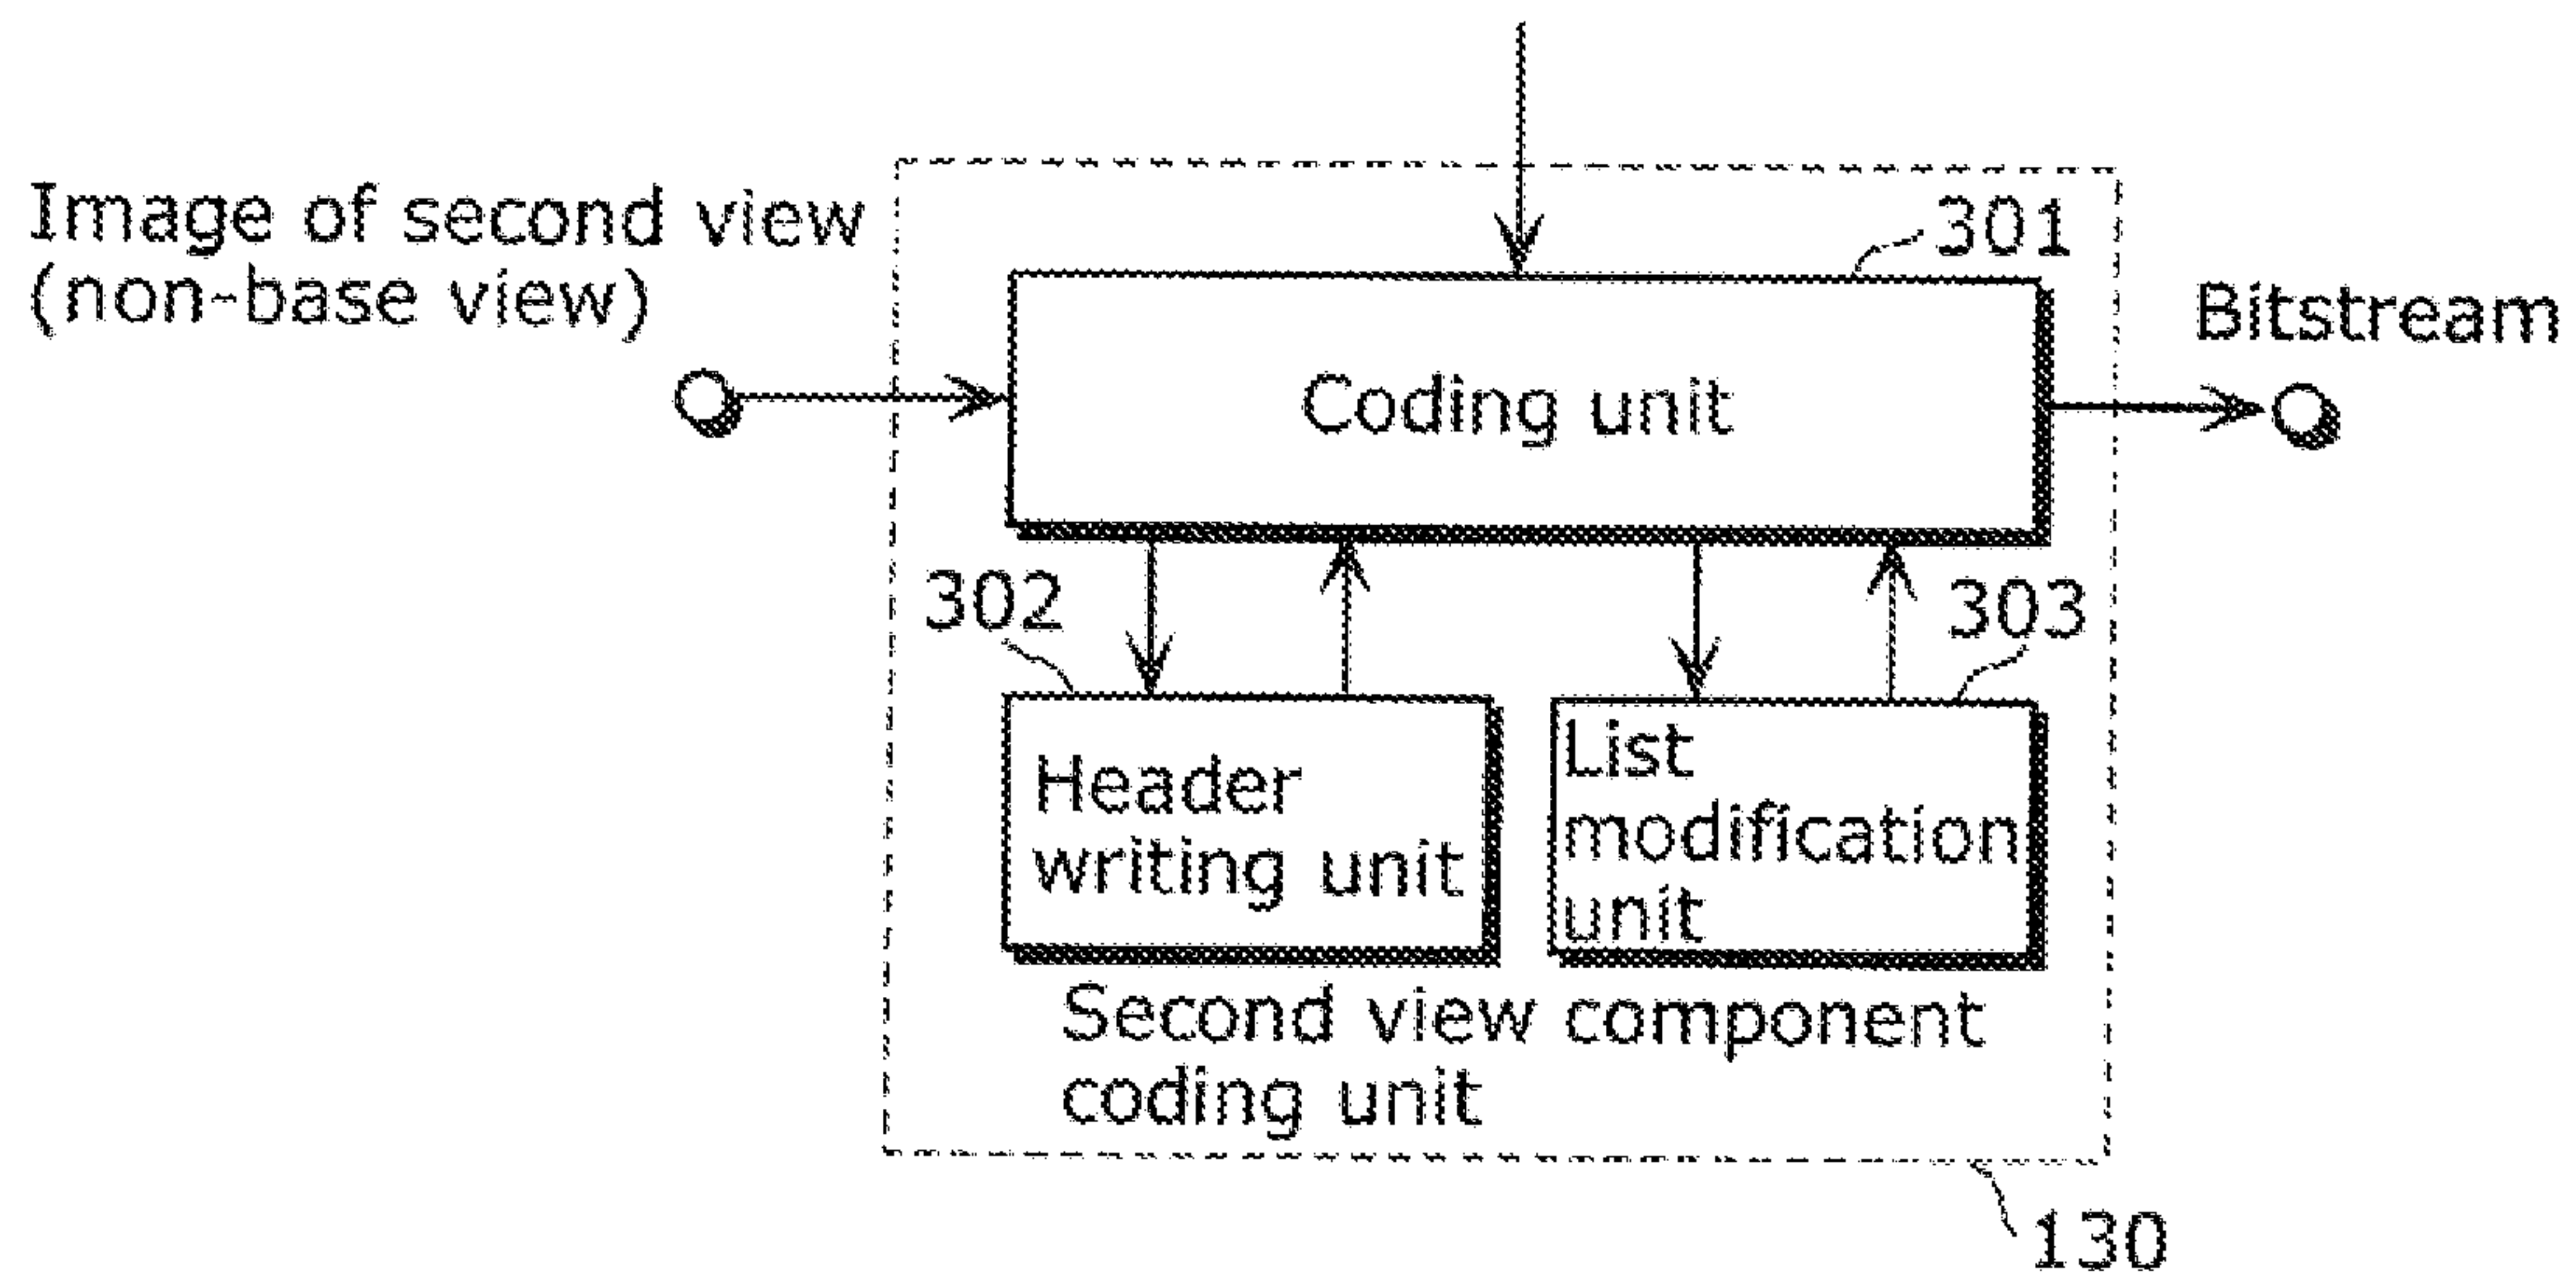 Image of second view
(non-base view)
301
Bitstream
Coding unit
302
303
Header
writing unit
List
modification
unit
Second view component
coding unit
130